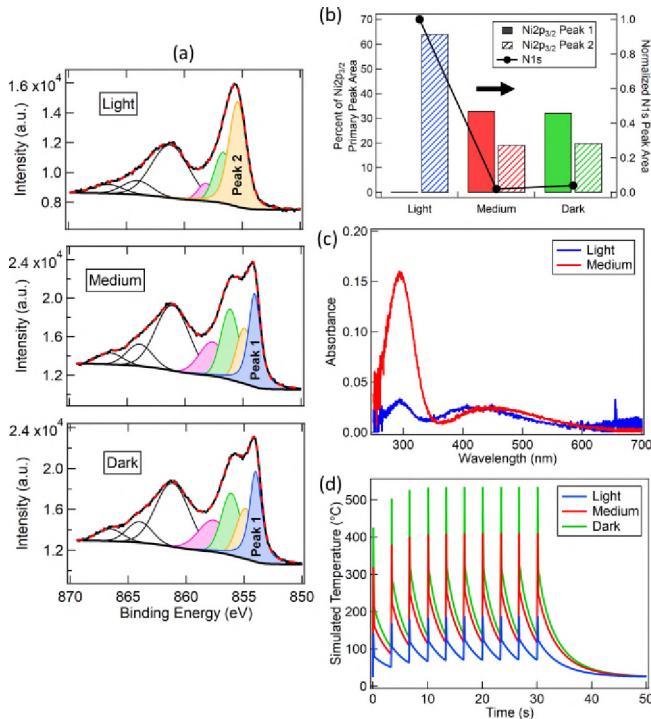 (a)
1.6 x 10⁴
1.4
1.2
1.0
0.8
Intensity (a.u.)
Light
Peak 2
2.4 x 10⁴
2.0
1.6
1.2
Intensity (a.u.)
Medium
Peak 1
2.4 x 10⁴
2.0
1.6
1.2
Intensity (a.u.)
Dark
Peak 1
870 865 860 855 850
Binding Energy (eV)
(b)
70
60
50
40
30
20
10
0
Percent of Ni2p3/2
Primary Peak Area
Ni2p3/2 Peak 1
Ni2p3/2 Peak 2
N1s
1.0
0.8
0.6
0.4
0.2
0.0
Normalized N1s Peak Area
Light Medium Dark
(c)
0.20
0.15
0.10
0.05
0.00
Absorbance
Light
Medium
300 400 500 600 700
Wavelength (nm)
(d)
500
400
300
200
100
0
Simulated Temperature (°C)
Light
Medium
Dark
0 10 20 30 40 50
Time (s)